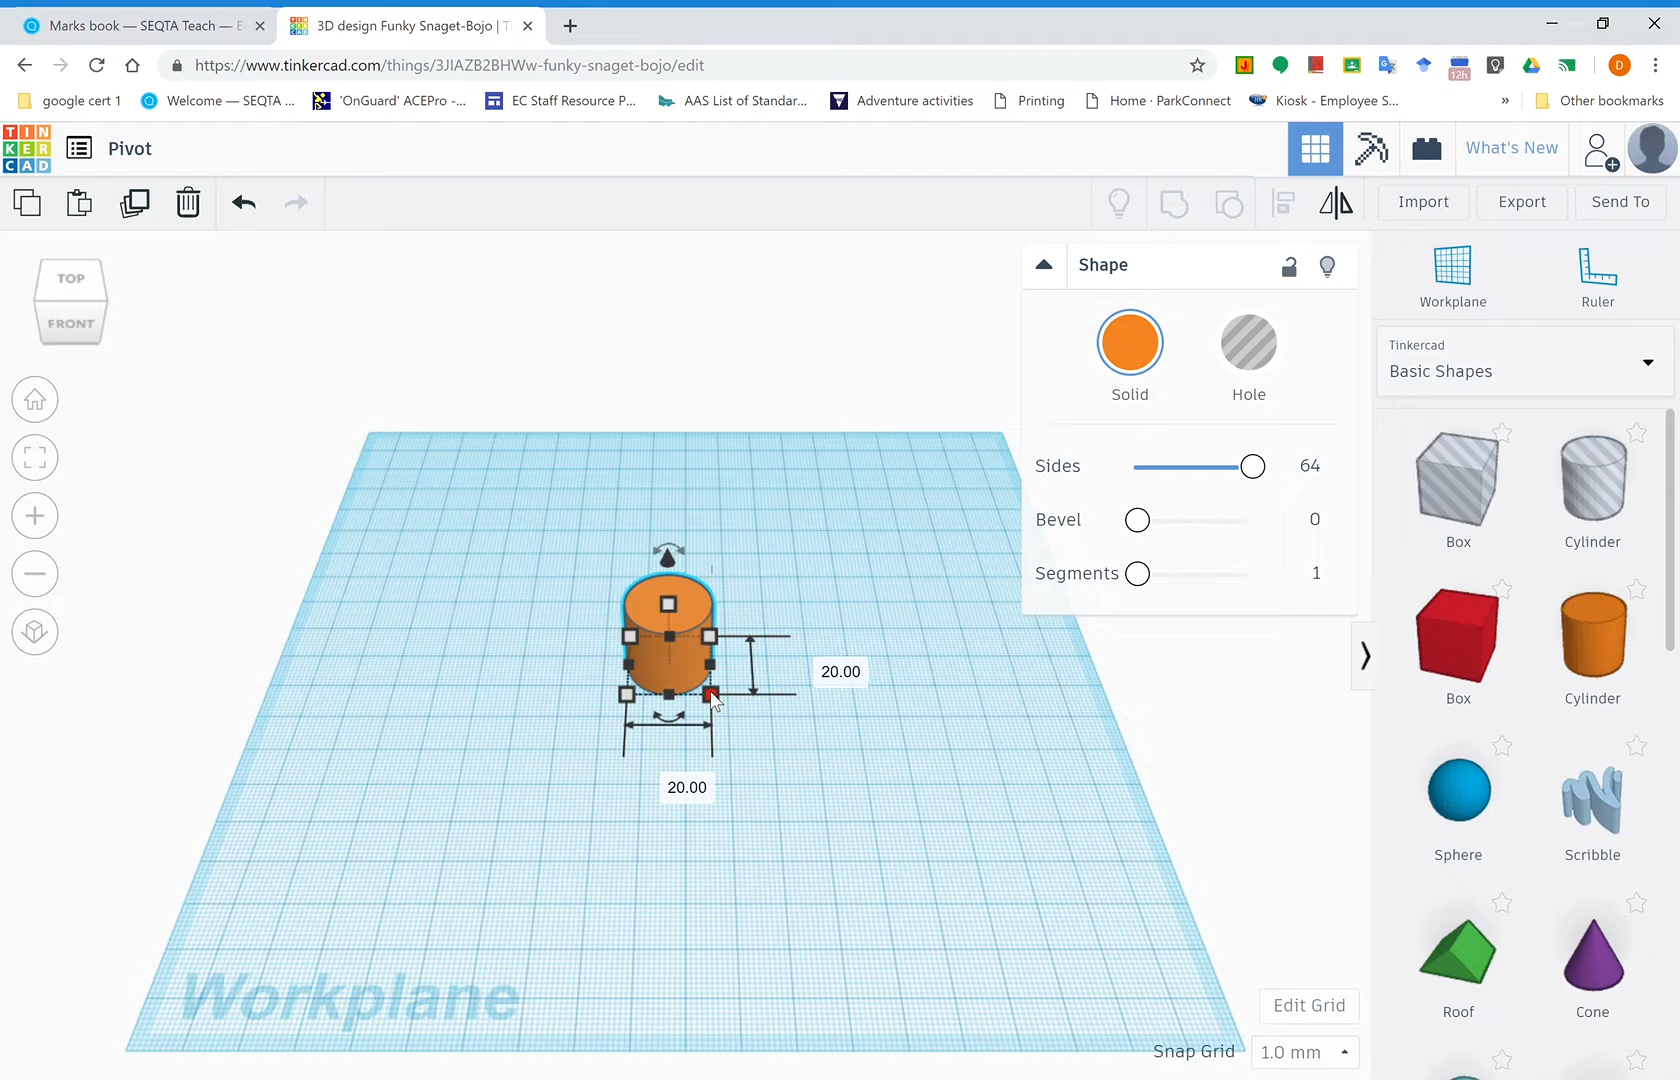 Marks book — SEQTA Teach —
3D design Funky Snaget-Bojo |
https://www.tinkercad.com/things/3JIAZB2BHWw-funky-snaget-bojo/edit
12h
D
google cert 1
Welcome — SEQTA ...
'OnGuard' ACEPro -...
EC Staff Resource P...
AAS List of Standar...
Adventure activities
Printing
Home · ParkConnect
Kiosk - Employee S...
»
Other bookmarks
TIN
KER
CAD
Pivot
What's New
Import
Export
Send To
TOP
FRONT
Shape
Solid
Hole
Sides
64
Bevel
0
Segments
1
Workplane
Ruler
Tinkercad
Basic Shapes
Box
Cylinder
Box
Cylinder
Sphere
Scribble
Roof
Cone
20.00
20.00
Workplane
Edit Grid
Snap Grid
1.0 mm